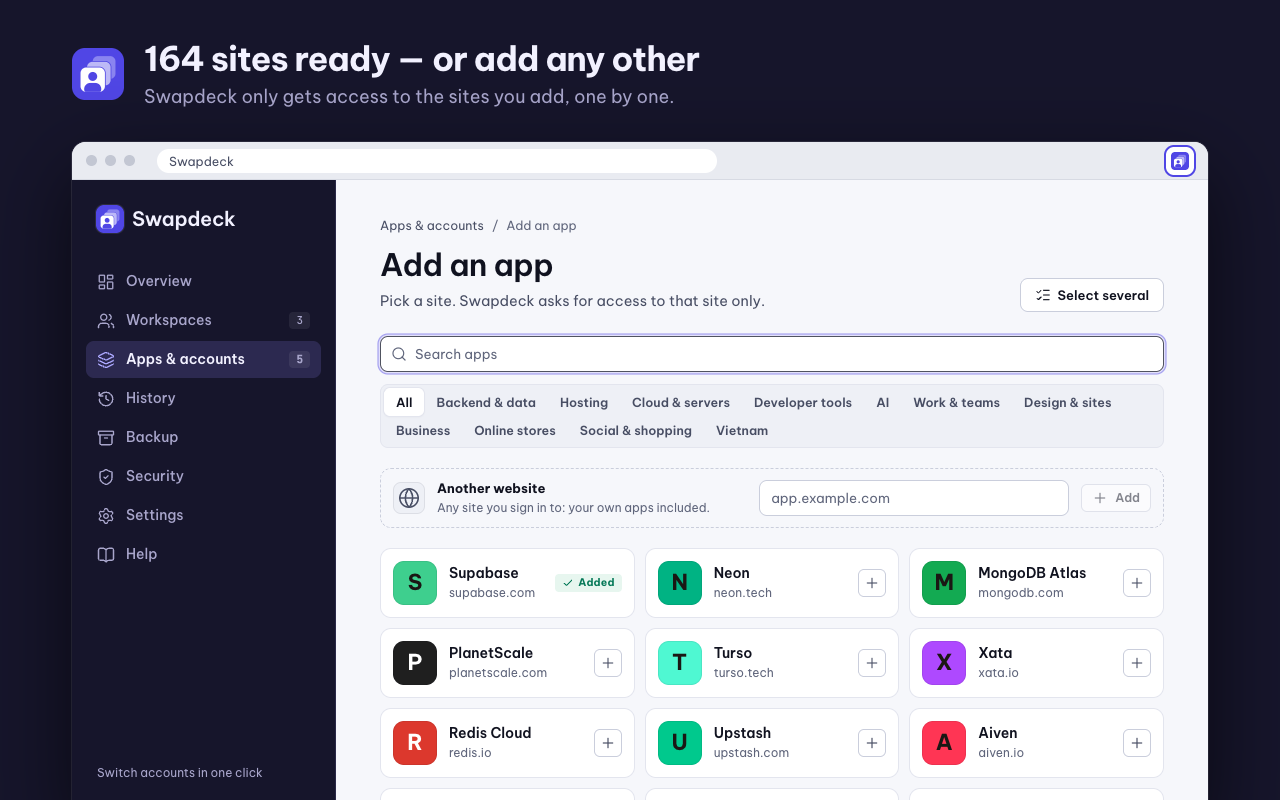 164 sites ready — or add any other
Swapdeck only gets access to the sites you add, one by one.
Swapdeck
Swapdeck
Overview
Workspaces 3
Apps & accounts 5
History
Backup
Security
Settings
Help
Switch accounts in one click
Apps & accounts / Add an app
Add an app
Pick a site. Swapdeck asks for access to that site only.
Select several
Search apps
All Backend & data Hosting Cloud & servers Developer tools AI Work & teams Design & sites
Business Online stores Social & shopping Vietnam
Another website
Any site you sign in to: your own apps included.
app.example.com
Add
S
Supabase
supabase.com
Added
N
Neon
neon.tech
M
MongoDB Atlas
mongodb.com
P
PlanetScale
planetscale.com
T
Turso
turso.tech
X
Xata
xata.io
R
Redis Cloud
redis.io
U
Upstash
upstash.com
A
Aiven
aiven.io